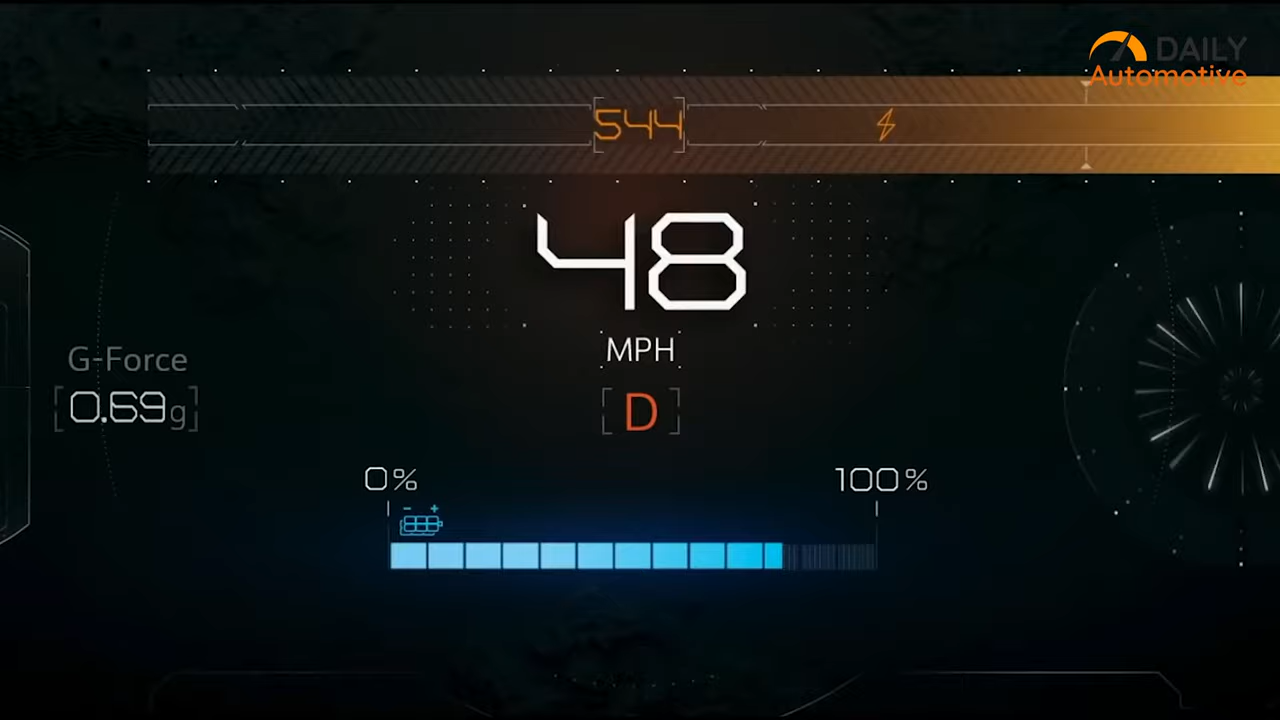 DAILY
Automotive
544
48
MPH
G-Force
[0.69g]
[D]
0%
100%
- +